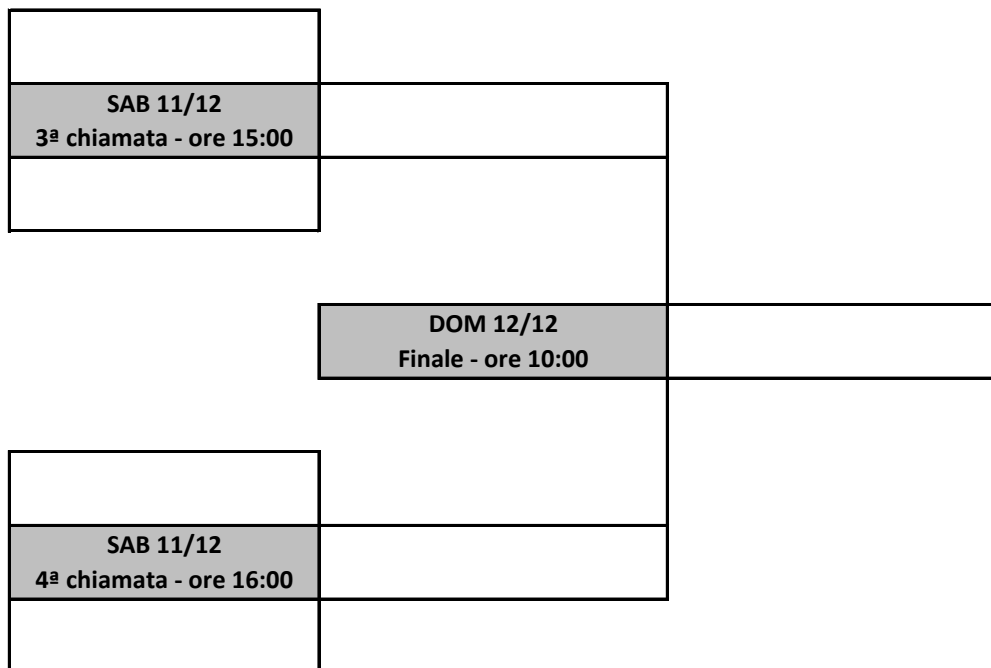 SAB 11/12
3ª chiamata - ore 15:00
DOM 12/12
Finale - ore 10:00
SAB 11/12
4ª chiamata - ore 16:00